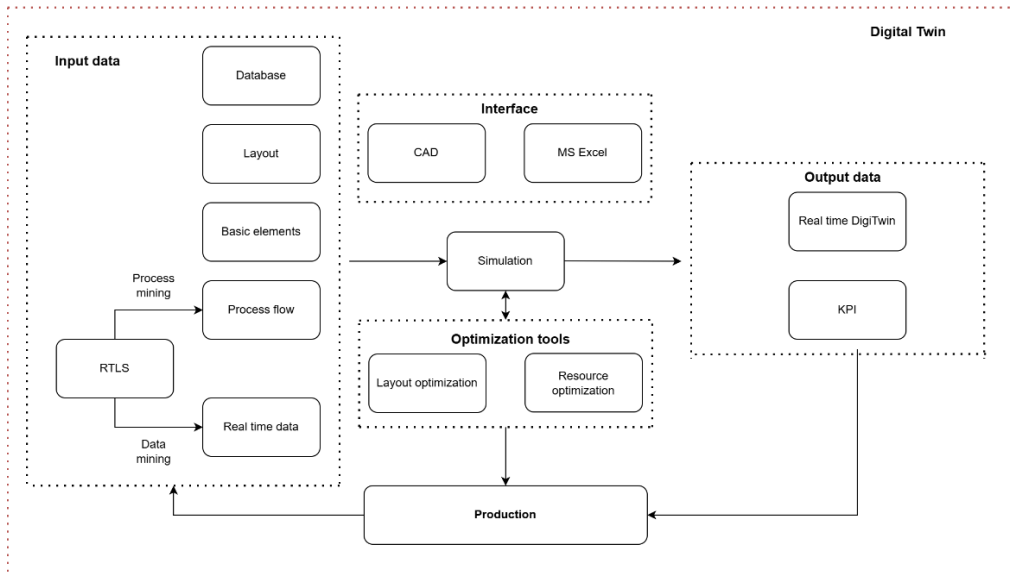 Digital Twin
Input data
Database
Layout
Basic elements
Process
mining
Process flow
RTLS
Real time data
Data
mining
Interface
CAD
MS Excel
Simulation
Optimization tools
Layout optimization
Resource
optimization
Output data
Real time DigiTwin
KPI
Production